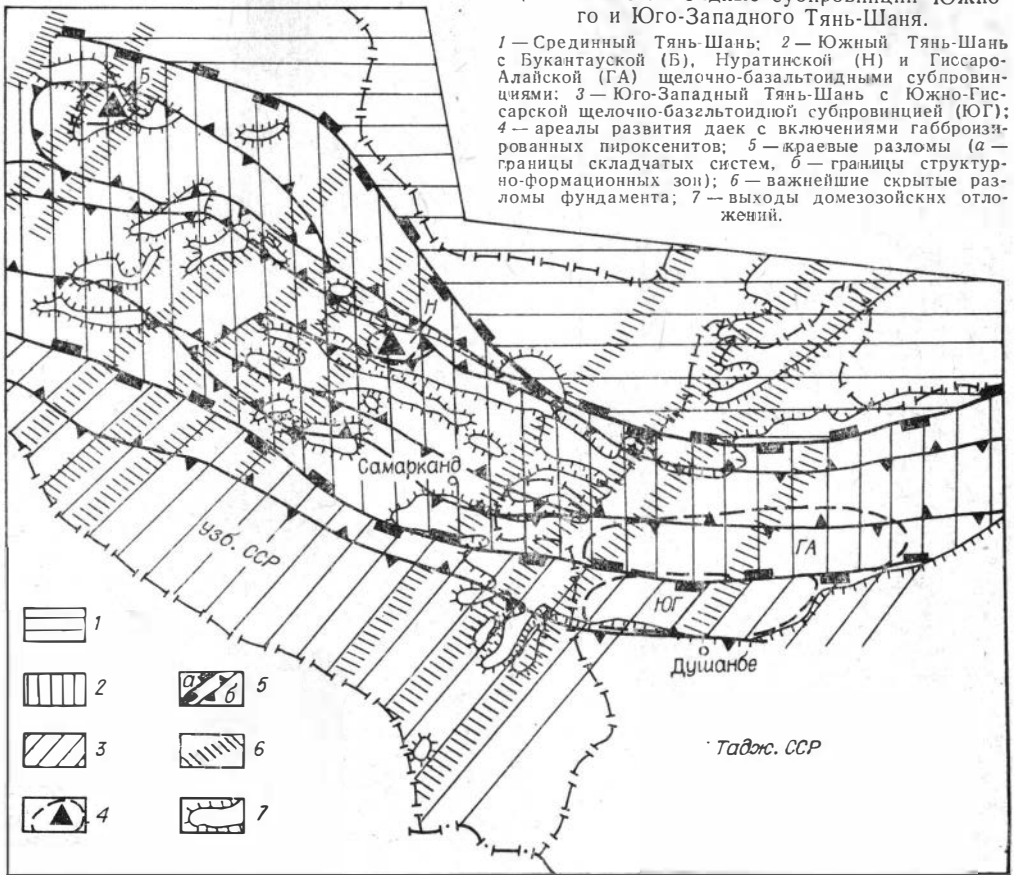 субпровинции Южно-
го и Юго-Западного Тянь-Шаня.
1 — Срединный Тянь-Шань; 2 — Южный Тянь-Шань
с Букантауской (Б), Нуратинской (Н) и Гиссаро-
Алайской (ГА) щелочно-базальтоидными субпровин-
циями; 3 — Юго-Западный Тянь-Шань с Южно-Гис-
сарской щелочно-базальтоидной субпровинцией (ЮГ);
4 — ареалы развития даек с включениями габброизи-
рованных пироксенитов; 5 — краевые разломы (а —
границы складчатых систем, б — границы структур-
но-формационных зон); 6 — важнейшие скрытые раз-
ломы фундамента; 7 — выходы домезозойских отло-
жений.
Б
Н
Самарканд
Узб. ССР
ГА
ЮГ
Душанбе
Тадж. ССР
1
2
3
4
а б 5
6
7